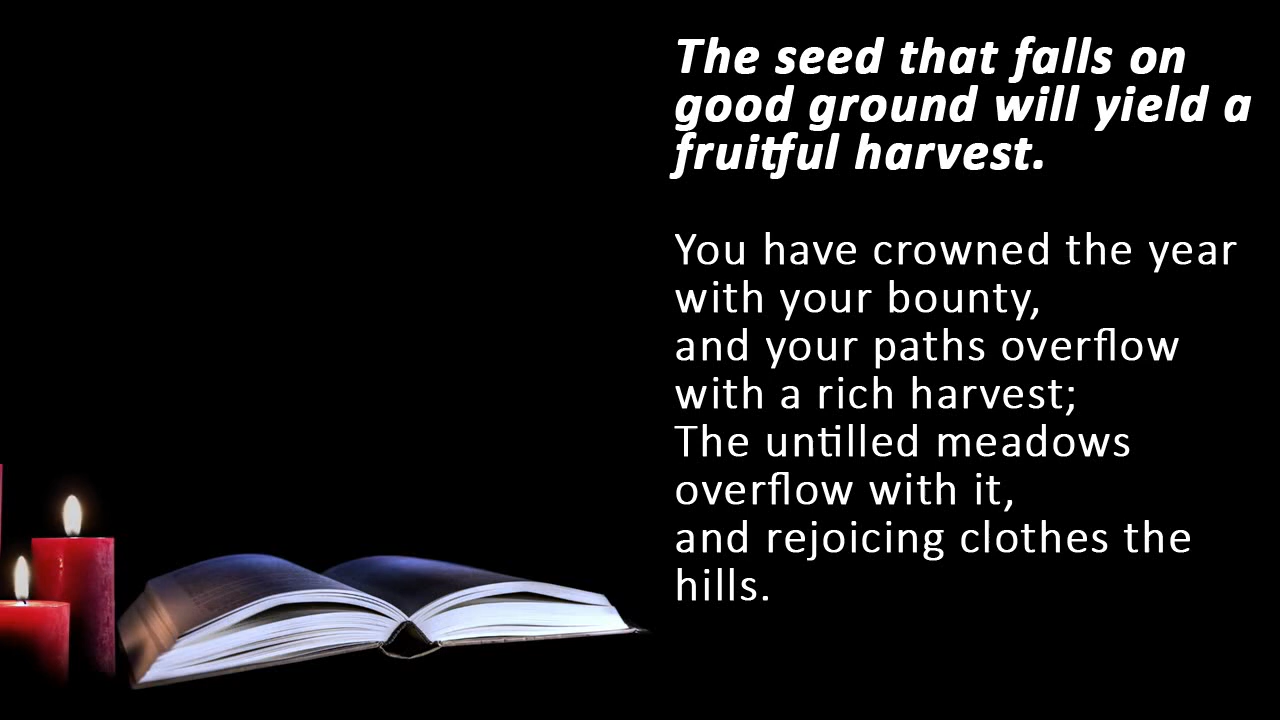 The seed that falls on
good ground will yield a
fruitful harvest.
You have crowned the year
with your bounty,
and your paths overflow
with a rich harvest;
The untilled meadows
overflow with it,
and rejoicing clothes the
hills.